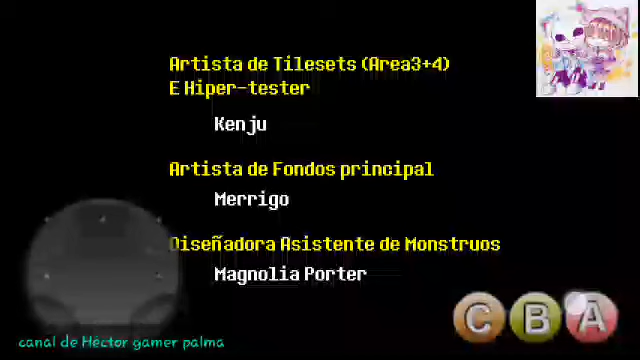 Artista de Tilesets (Area3+4)
E Hiper-tester
Kenju
Artista de Fondos principal
Merrigo
Diseñadora Asistente de Monstruos
Magnolia Porter
C B A
canal de Héctor gamer palma